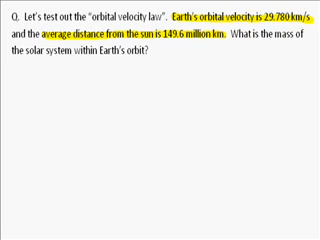 Q. Let's test out the "orbital velocity law". Earth's orbital velocity is 29.780 km/s
and the average distance from the sun is 149.6 million km. What is the mass of
the solar system within Earth's orbit?